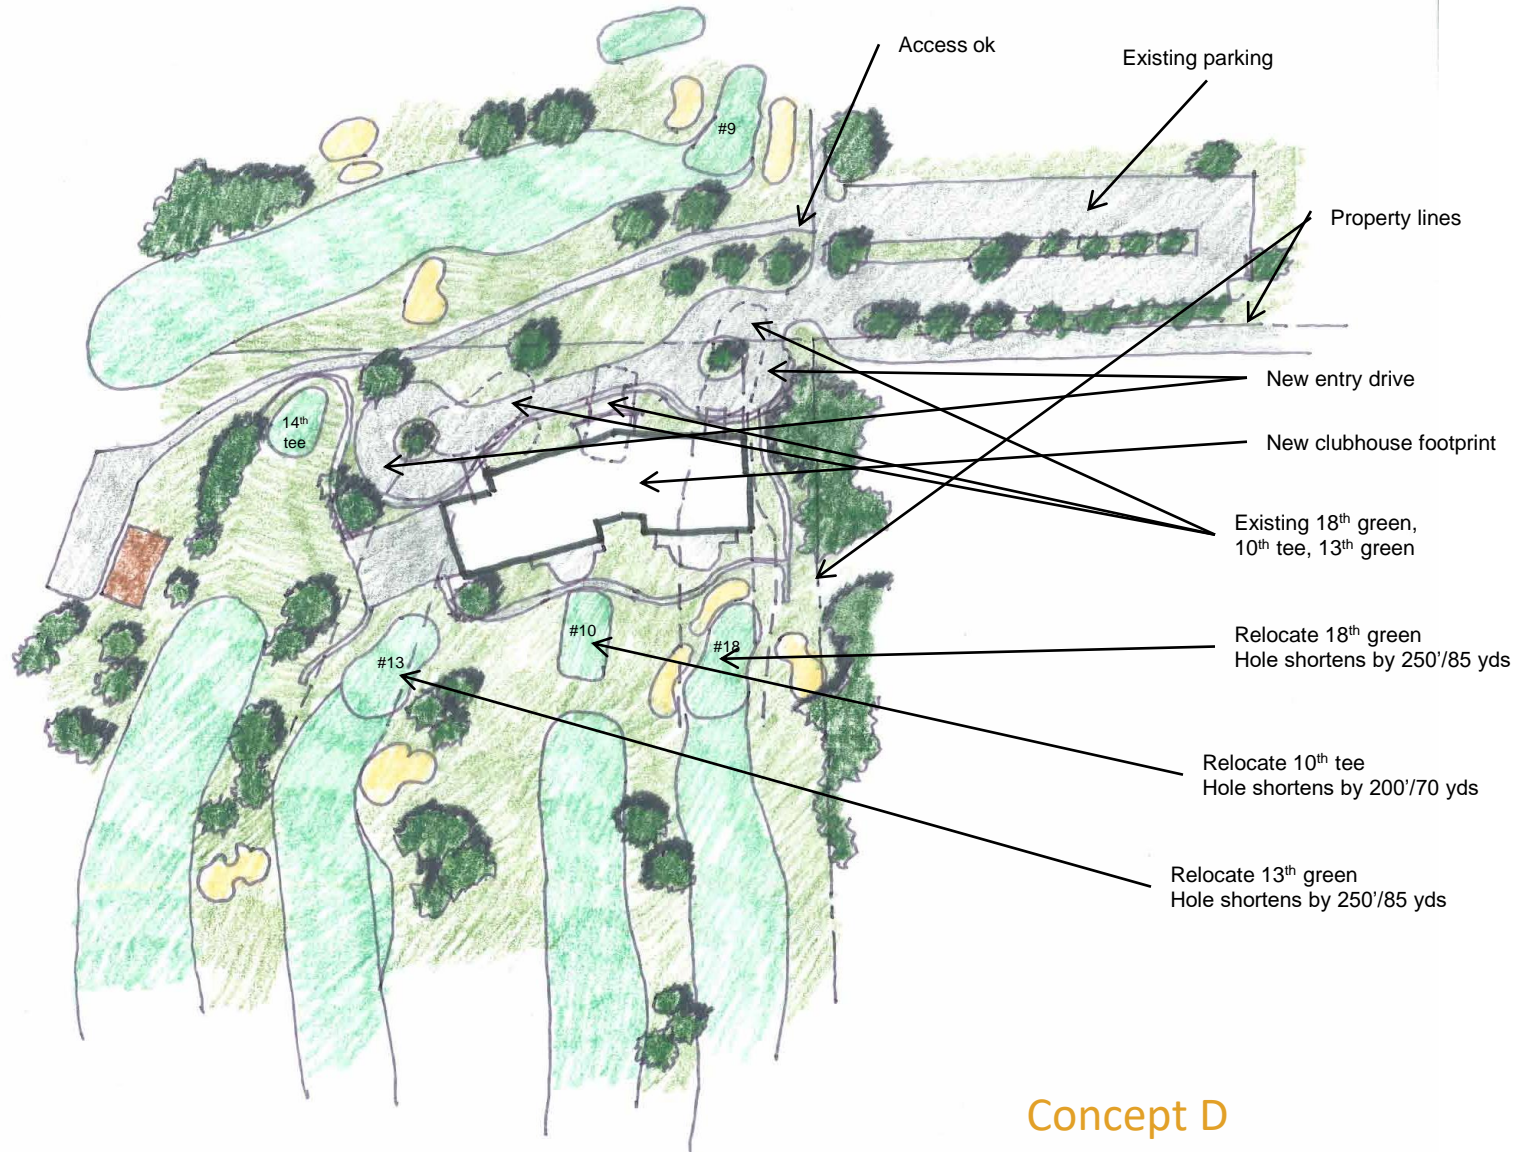 Access ok
Existing parking
#9
Property lines
New entry drive
14th
tee
New clubhouse footprint
Existing 18th green,
10th tee, 13th green
#10
#18
#13
Relocate 18th green
Hole shortens by 250'/85 yds
Relocate 10th tee
Hole shortens by 200'/70 yds
Relocate 13th green
Hole shortens by 250'/85 yds
Concept D